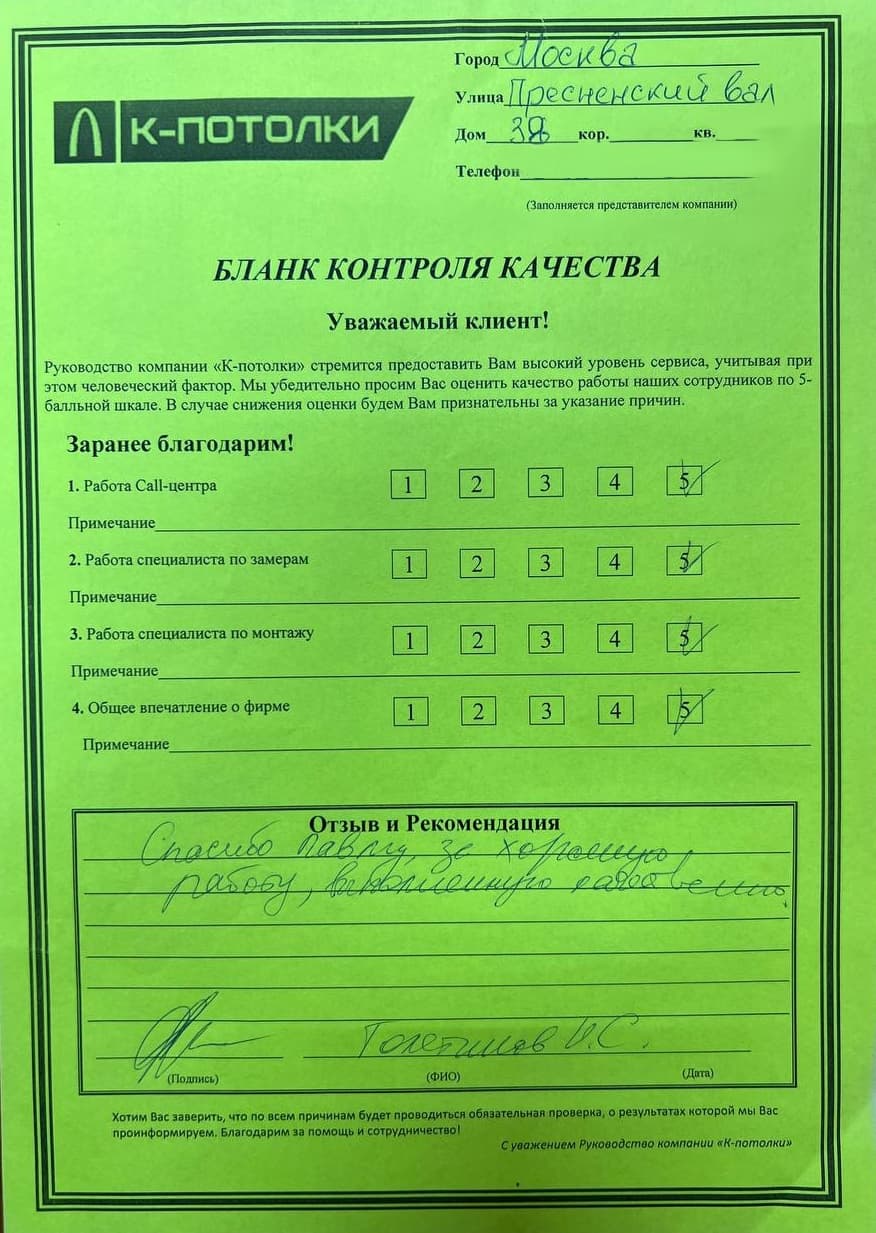 Город Москва
Улица Пресненский вал
К-ПОТОЛКИ
Дом 38 кор.________ кв.____
Телефон____________________
(Заполняется представителем компании)
БЛАНК КОНТРОЛЯ КАЧЕСТВА
Уважаемый клиент!
Руководство компании «К-потолки» стремится предоставить Вам высокий уровень сервиса, учитывая при
этом человеческий фактор. Мы убедительно просим Вас оценить качество работы наших сотрудников по 5-
балльной шкале. В случае снижения оценки будем Вам признательны за указание причин.
Заранее благодарим!
1. Работа Call-центра 1 2 3 4 5
Примечание
2. Работа специалиста по замерам 1 2 3 4 5
Примечание
3. Работа специалиста по монтажу 1 2 3 4 5
Примечание
4. Общее впечатление о фирме 1 2 3 4 5
Примечание
Отзыв и Рекомендация
Спасибо Павлу, за хорошую
работу, выполненную
И.С.
(Подпись) (ФИО) (Дата)
Хотим Вас заверить, что по всем причинам будет проводиться обязательная проверка, о результатах которой мы Вас
проинформируем. Благодарим за помощь и сотрудничество!
С уважением Руководство компании «К-потолки»